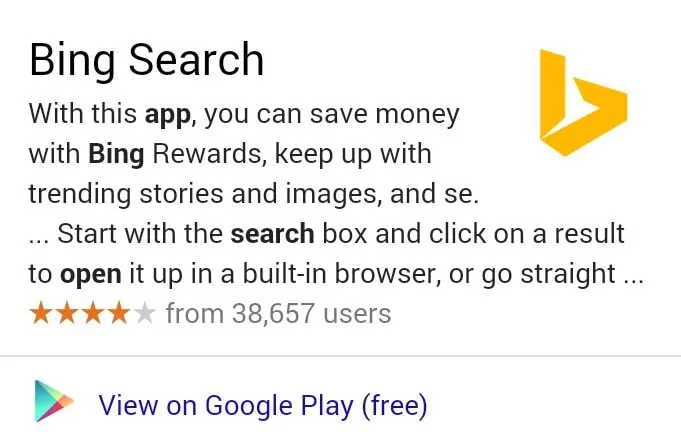 Bing Search
With this app, you can save money
with Bing Rewards, keep up with
trending stories and images, and se.
... Start with the search box and click on a result
to open it up in a built-in browser, or go straight ...
from 38,657 users
View on Google Play (free)